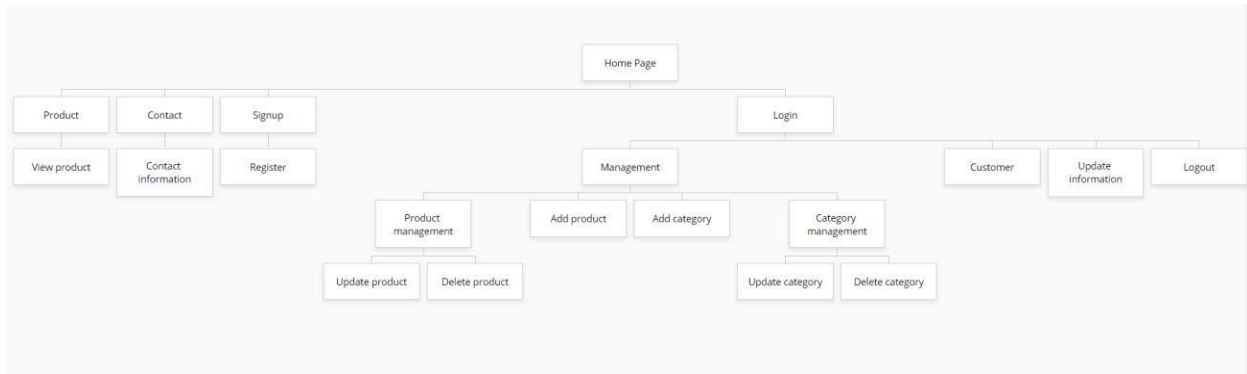 Home Page
Product
Contact
Signup
Login
View product
Contact
information
Register
Management
Customer
Update
information
Logout
Product
management
Add product
Add category
Category
management
Update product
Delete product
Update category
Delete category